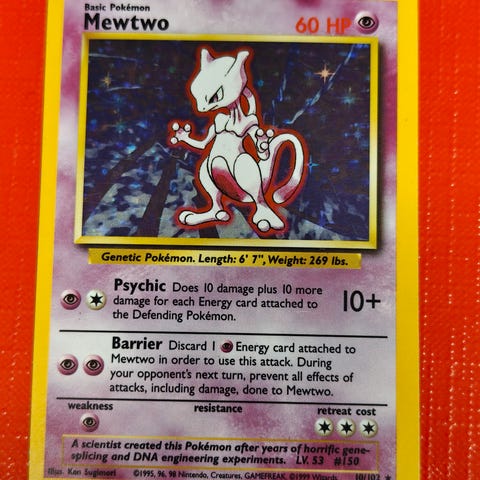 Basic Pokémon
Mewtwo 60 HP
Genetic Pokémon. Length: 6' 7", Weight: 269 lbs.
Psychic Does 10 damage plus 10 more
damage for each Energy card attached to
the Defending Pokémon.
10+
Barrier Discard 1 Energy card attached to
Mewtwo in order to use this attack. During
your opponent's next turn, prevent all effects of
attacks, including damage, done to Mewtwo.
weakness resistance retreat cost
A scientist created this Pokémon after years of horrific gene-
splicing and DNA engineering experiments. LV. 53 #150
Illus. Ken Sugimori ©1995, 96, 98 Nintendo, Creatures, GAMEFREAK. ©1999 Wizards. 10/102